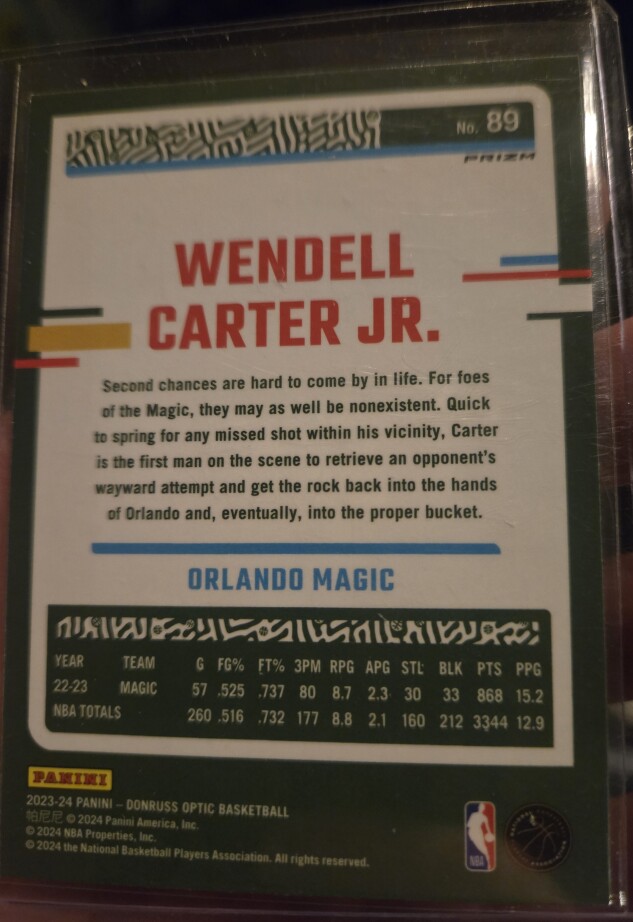 No. 89
PRIZM
WENDELL
CARTER JR.
Second chances are hard to come by in life. For foes
of the Magic, they may as well be nonexistent. Quick
to spring for any missed shot within his vicinity, Carter
is the first man on the scene to retrieve an opponent's
wayward attempt and get the rock back into the hands
of Orlando and, eventually, into the proper bucket.
ORLANDO MAGIC
YEAR TEAM G FG% FT% 3PM RPG APG STL BLK PTS PPG
22-23 MAGIC 57 .525 .737 80 8.7 2.3 30 33 868 15.2
NBA TOTALS 260 .516 .732 177 8.8 2.1 160 212 3344 12.9
PANINI
2023-24 PANINI – DONRUSS OPTIC BASKETBALL
帕尼尼 © 2024 Panini America, Inc.
© 2024 NBA Properties, Inc.
© 2024 the National Basketball Players Association. All rights reserved.
NBA